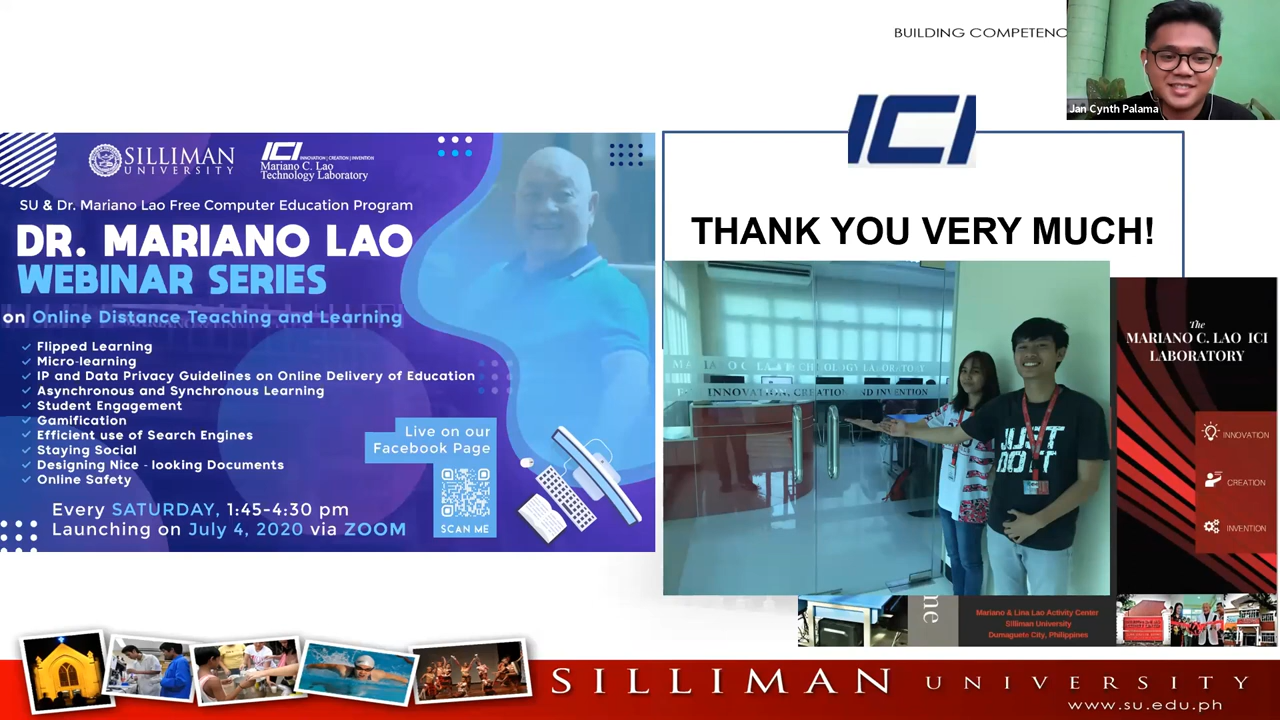 BUILDING COMPETENC
Jan Cynth Palama
SILLIMAN
UNIVERSITY
ICI INNOVATION | CREATION | INVENTION
Mariano C. Lao
Technology Laboratory
SU & Dr. Mariano Lao Free Computer Education Program
DR. MARIANO LAO
WEBINAR SERIES
on Online Distance Teaching and Learning
Flipped Learning
Micro-learning
IP and Data Privacy Guidelines on Online Delivery of Education
Asynchronous and Synchronous Learning
Student Engagement
Gamification
Efficient use of Search Engines
Staying Social
Designing Nice - looking Documents
Online Safety
Live on our
Facebook Page
SCAN ME
Every SATURDAY, 1:45-4:30 pm
Launching on July 4, 2020 via ZOOM
ICI
THANK YOU VERY MUCH!
INNOVATION, CREATION AND INVENTION
JUST
DO IT
The
MARIANO C. LAO ICI
LABORATORY
INNOVATION
CREATION
INVENTION
me
Mariano & Lina Lao Activity Center
Silliman University
Dumaguete City, Philippines
SILLIMAN UNIVERSITY
www.su.edu.ph